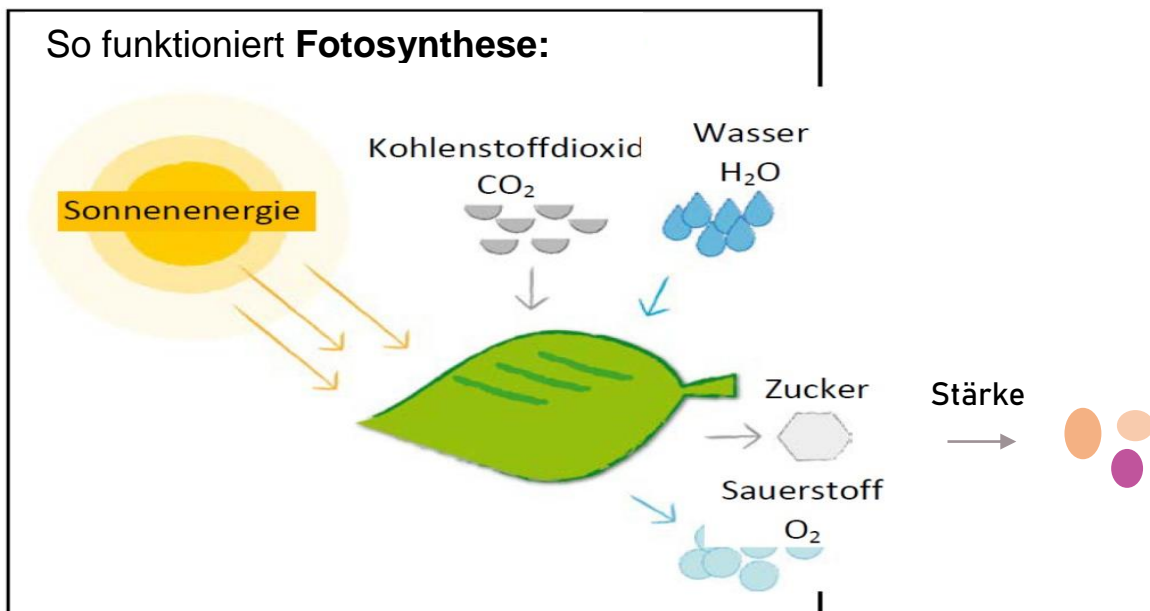 So funktioniert Fotosynthese:
Sonnenenergie
Kohlenstoffdioxid
CO₂
Wasser
H₂O
Zucker
Stärke
Sauerstoff
O₂